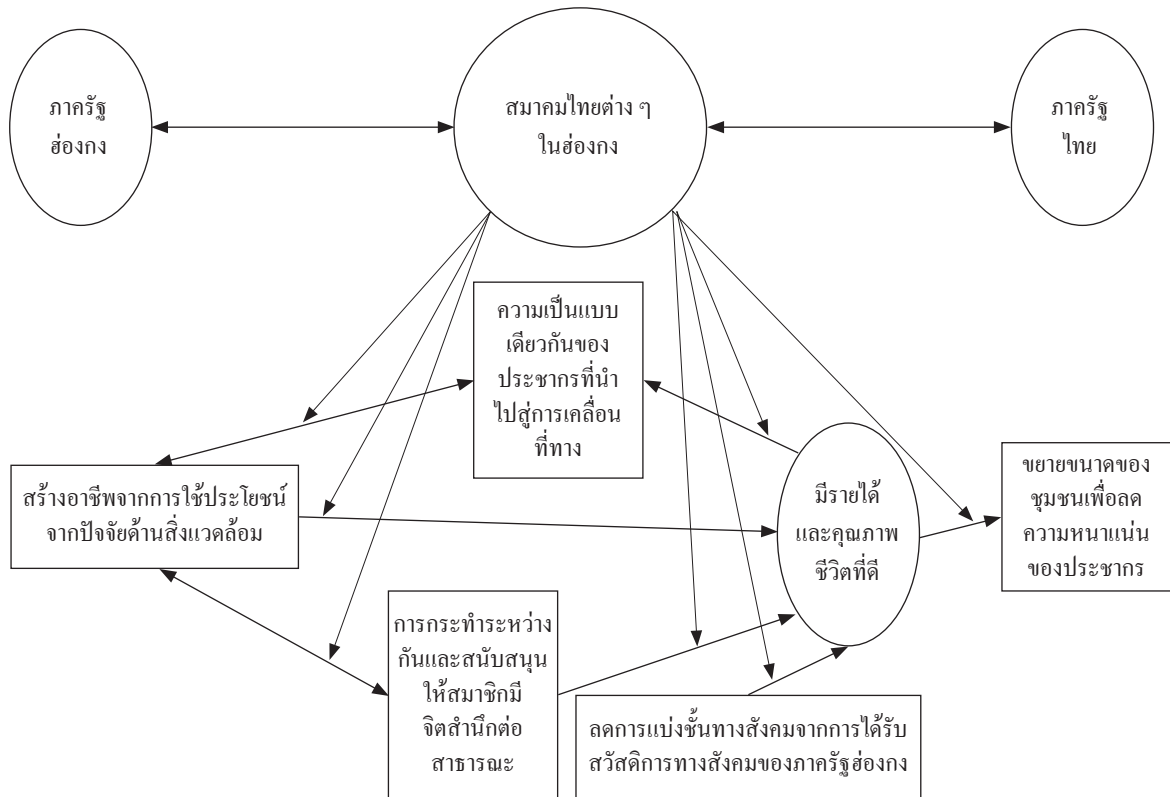 ภาครัฐ
ฮ่องกง
สมาคมไทยต่าง ๆ
ในฮ่องกง
ภาครัฐ
ไทย
ความเป็นแบบ
เดียวกันของ
ประชากรที่นำ
ไปสู่การเคลื่อน
ที่ทาง
สร้างอาชีพจากการใช้ประโยชน์
จากปัจจัยด้านสิ่งแวดล้อม
มีรายได้
และคุณภาพ
ชีวิตที่ดี
ขยายขนาดของ
ชุมชนเพื่อลด
ความหนาแน่น
ของประชากร
การกระทำระหว่าง
กันและสนับสนุน
ให้สมาชิกมี
จิตสำนึกต่อ
สาธารณะ
ลดการแบ่งชั้นทางสังคมจากการได้รับ
สวัสดิการทางสังคมของภาครัฐฮ่องกง